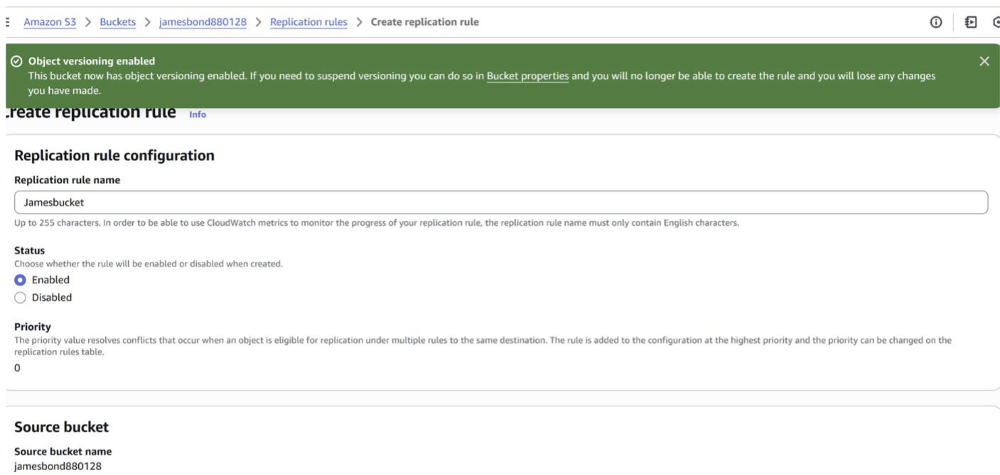 Amazon S3 > Buckets > jamesbond880128 > Replication rules > Create replication rule
Object versioning enabled
This bucket now has object versioning enabled. If you need to suspend versioning you can do so in Bucket properties and you will no longer be able to create the rule and you will lose any changes
you have made.
Create replication rule Info
Replication rule configuration
Replication rule name
Jamesbucket
Up to 255 characters. In order to be able to use CloudWatch metrics to monitor the progress of your replication rule, the replication rule name must only contain English characters.
Status
Choose whether the rule will be enabled or disabled when created.
Enabled
Disabled
Priority
The priority value resolves conflicts that occur when an object is eligible for replication under multiple rules to the same destination. The rule is added to the configuration at the highest priority and the priority can be changed on the
replication rules table.
0
Source bucket
Source bucket name
jamesbond880128